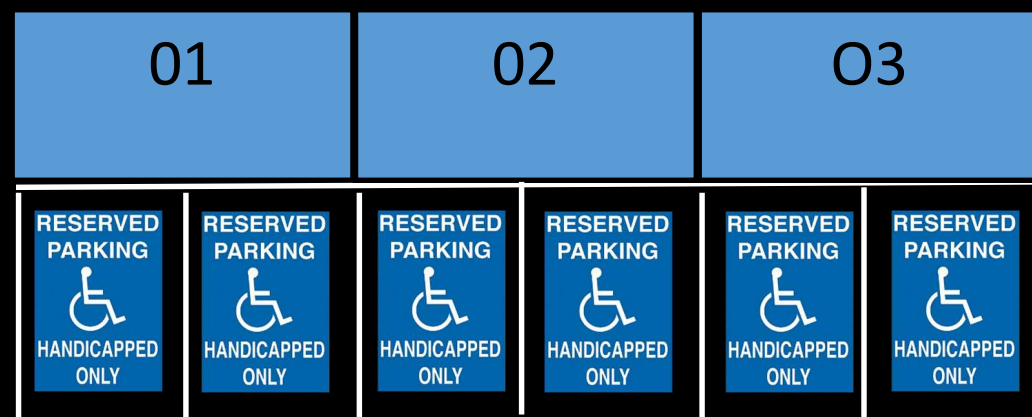 01
02
O3
RESERVED
PARKING
HANDICAPPED
ONLY
RESERVED
PARKING
HANDICAPPED
ONLY
RESERVED
PARKING
HANDICAPPED
ONLY
RESERVED
PARKING
HANDICAPPED
ONLY
RESERVED
PARKING
HANDICAPPED
ONLY
RESERVED
PARKING
HANDICAPPED
ONLY